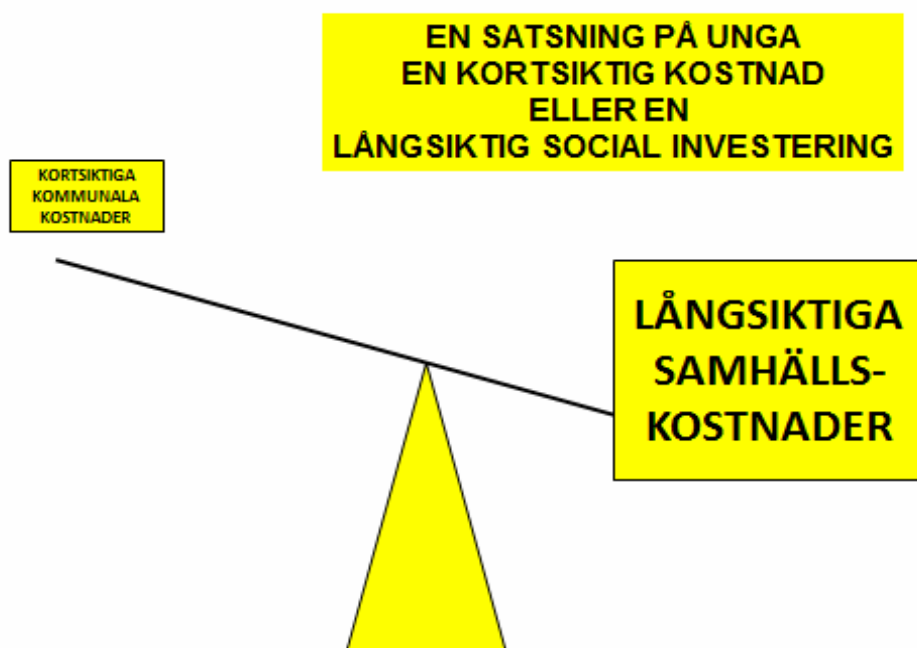 EN SATSNING PÅ UNGA
EN KORTSIKTIG KOSTNAD
ELLER EN
LÅNGSIKTIG SOCIAL INVESTERING
KORTSIKTIGA
KOMMUNALA
KOSTNADER
LÅNGSIKTIGA
SAMHÄLLS-
KOSTNADER